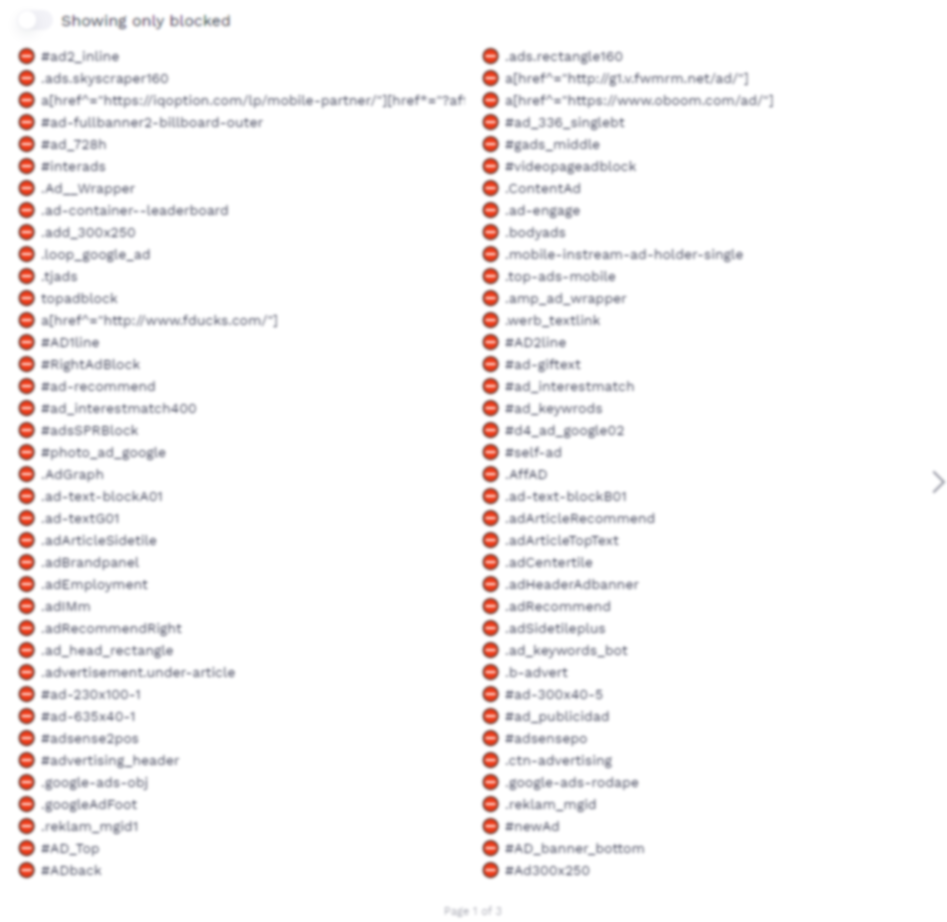 Showing only blocked
#ad2_inline
.ads.skyscraper160
a[href^="https://iqoption.com/lp/mobile-partner/"][href*="?aff
#ad-fullbanner2-billboard-outer
#ad_728h
#interads
.Ad__Wrapper
.ad-container--leaderboard
.add_300x250
.loop_google_ad
.tjads
topadblock
a[href^="http://www.fducks.com/"]
#AD1line
#RightAdBlock
#ad-recommend
#ad_interestmatch400
#adsSPRBlock
#photo_ad_google
.AdGraph
.ad-text-blockA01
.ad-textG01
.adArticleSidetile
.adBrandpanel
.adEmployment
.adIMm
.adRecommendRight
.ad_head_rectangle
.advertisement.under-article
#ad-230x100-1
#ad-635x40-1
#adsense2pos
#advertising_header
.google-ads-obj
.googleAdFoot
.reklam_mgid1
#AD_Top
#ADback
.ads.rectangle160
a[href^="http://g1.v.fwmrm.net/ad/"]
a[href^="https://www.oboom.com/ad/"]
#ad_336_singlebt
#gads_middle
#videopageadblock
.ContentAd
.ad-engage
.bodyads
.mobile-instream-ad-holder-single
.top-ads-mobile
.amp_ad_wrapper
.werb_textlink
#AD2line
#ad-giftext
#ad_interestmatch
#ad_keywrods
#d4_ad_google02
#self-ad
.AffAD
.ad-text-blockB01
.adArticleRecommend
.adArticleTopText
.adCentertile
.adHeaderAdbanner
.adRecommend
.adSidetileplus
.ad_keywords_bot
.b-advert
#ad-300x40-5
#ad_publicidad
#adsensepo
.ctn-advertising
.google-ads-rodape
.reklam_mgid
#newAd
#AD_banner_bottom
#Ad300x250
Page 1 of 3